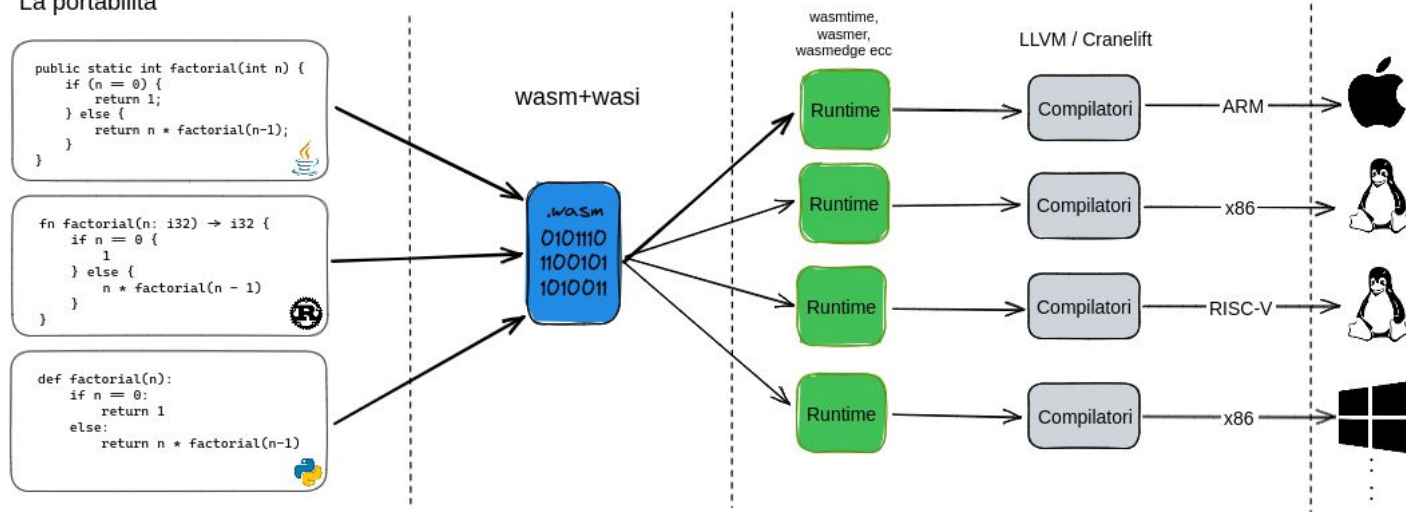 La portabilità
public static int factorial(int n) {
if (n == 0) {
return 1;
} else {
return n * factorial(n-1);
}
}
fn factorial(n: i32) → i32 {
if n == 0 {
1
} else {
n * factorial(n - 1)
}
}
R
def factorial(n):
if n == 0:
return 1
else:
return n * factorial(n-1)
wasm+wasi
.wasm
0101110
1100101
1010011
wasmtime,
wasmer,
wasmedge ecc
LLVM / Cranelift
Runtime
Compilatori
ARM
Runtime
Compilatori
x86
Runtime
Compilatori
RISC-V
Runtime
Compilatori
x86